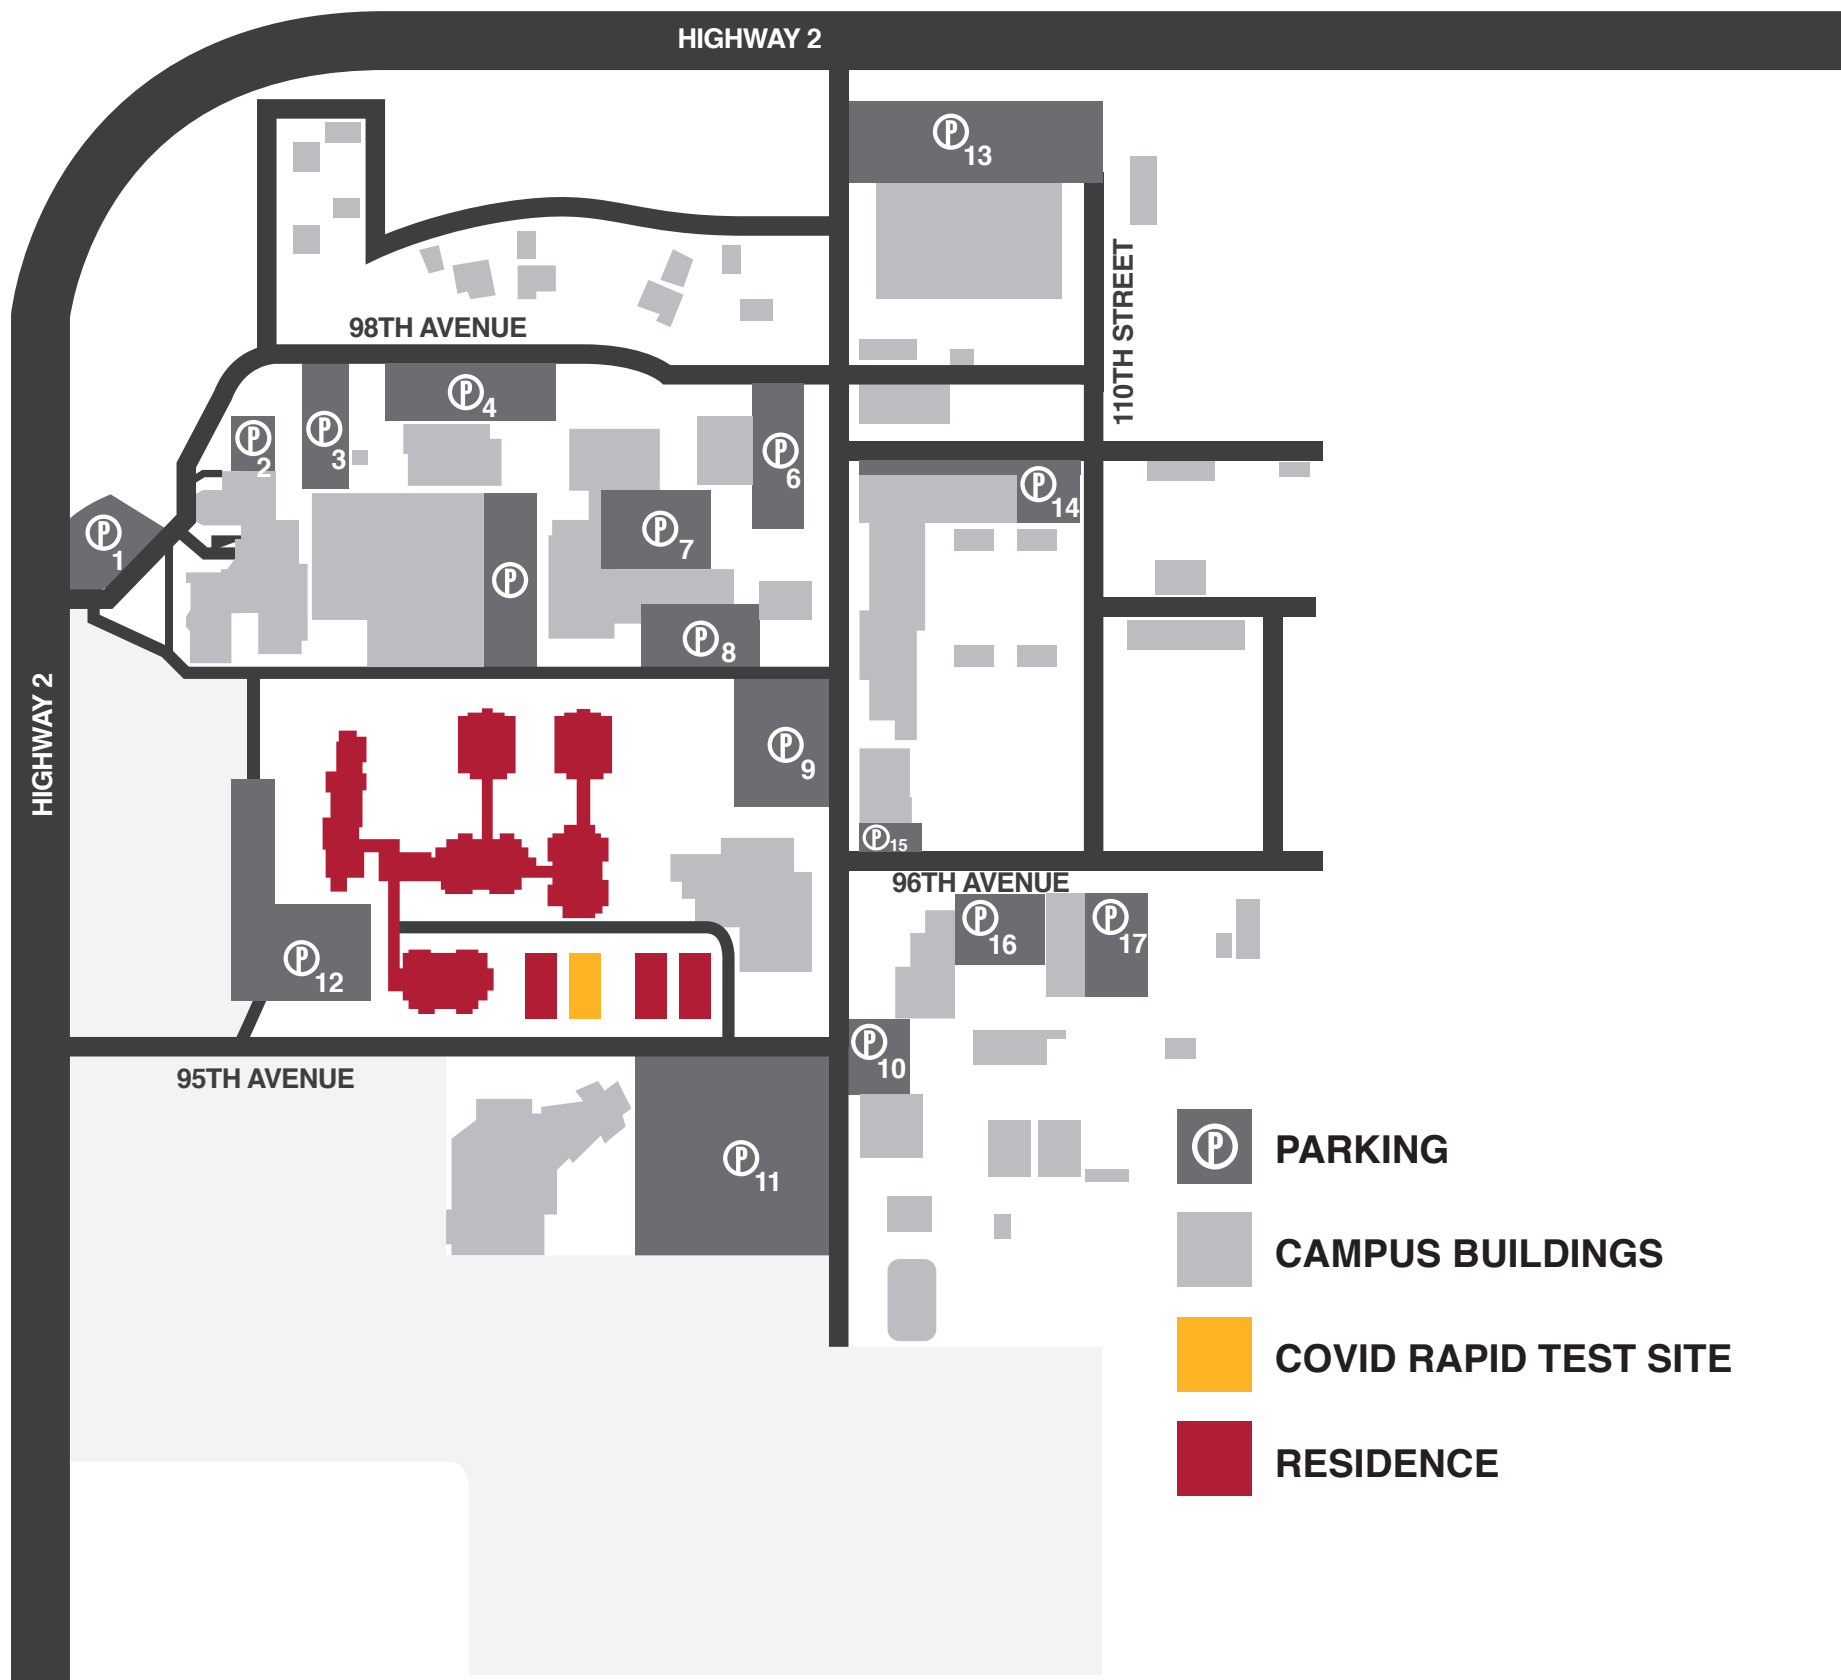 HIGHWAY 2
P 13
110TH STREET
98TH AVENUE
P 4
P 2
P 3
P 6
P 14
P 1
P 7
P
P 8
HIGHWAY 2
P 9
P 15
96TH AVENUE
P 16
P 17
P 12
P 10
95TH AVENUE
P 11
P PARKING
CAMPUS BUILDINGS
COVID RAPID TEST SITE
RESIDENCE